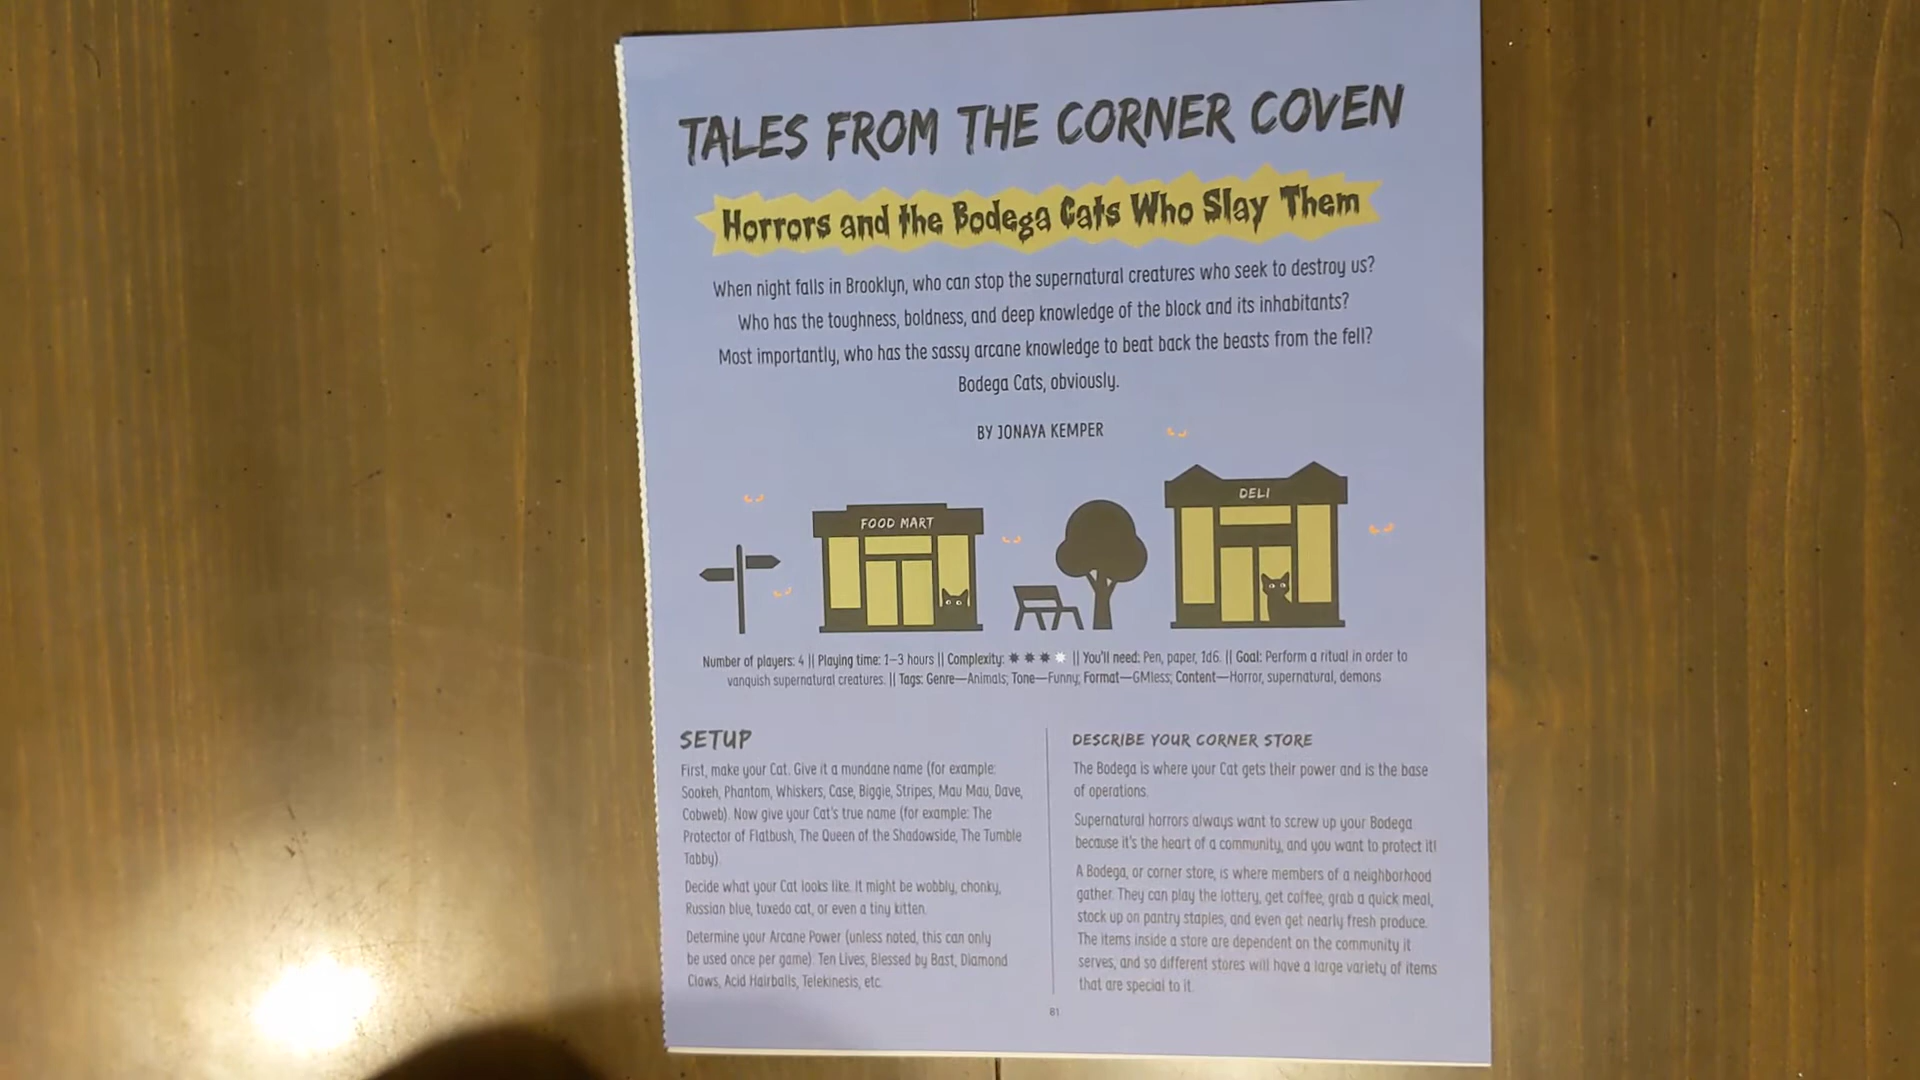 TALES FROM THE CORNER COVEN
Horrors and the Bodega Cats Who Slay Them
When night falls in Brooklyn, who can stop the supernatural creatures who seek to destroy us?
Who has the toughness, boldness, and deep knowledge of the block and its inhabitants?
Most importantly, who has the sassy arcane knowledge to beat back the beasts from the fell?
Bodega Cats, obviously.
BY JONAYA KEMPER
FOOD MART
DELI
Number of players: 4 || Playing time: 1–3 hours || Complexity: || You'll need: Pen, paper, 1d6. || Goal: Perform a ritual in order to
vanquish supernatural creatures. || Tags: Genre—Animals; Tone—Funny; Format—GMless; Content—Horror, supernatural, demons
SETUP
First, make your Cat. Give it a mundane name (for example:
Sookeh, Phantom, Whiskers, Case, Biggie, Stripes, Mau Mau, Dave,
Cobweb). Now give your Cat's true name (for example: The
Protector of Flatbush, The Queen of the Shadowside, The Tumble
Tabby).
Decide what your Cat looks like. It might be wobbly, chonky,
Russian blue, tuxedo cat, or even a tiny kitten.
Determine your Arcane Power (unless noted, this can only
be used once per game): Ten Lives, Blessed by Bast, Diamond
Claws, Acid Hairballs, Telekinesis, etc.
DESCRIBE YOUR CORNER STORE
The Bodega is where your Cat gets their power and is the base
of operations.
Supernatural horrors always want to screw up your Bodega
because it's the heart of a community, and you want to protect it!
A Bodega, or corner store, is where members of a neighborhood
gather. They can play the lottery, get coffee, grab a quick meal,
stock up on pantry staples, and even get nearly fresh produce.
The items inside a store are dependent on the community it
serves, and so different stores will have a large variety of items
that are special to it.
81